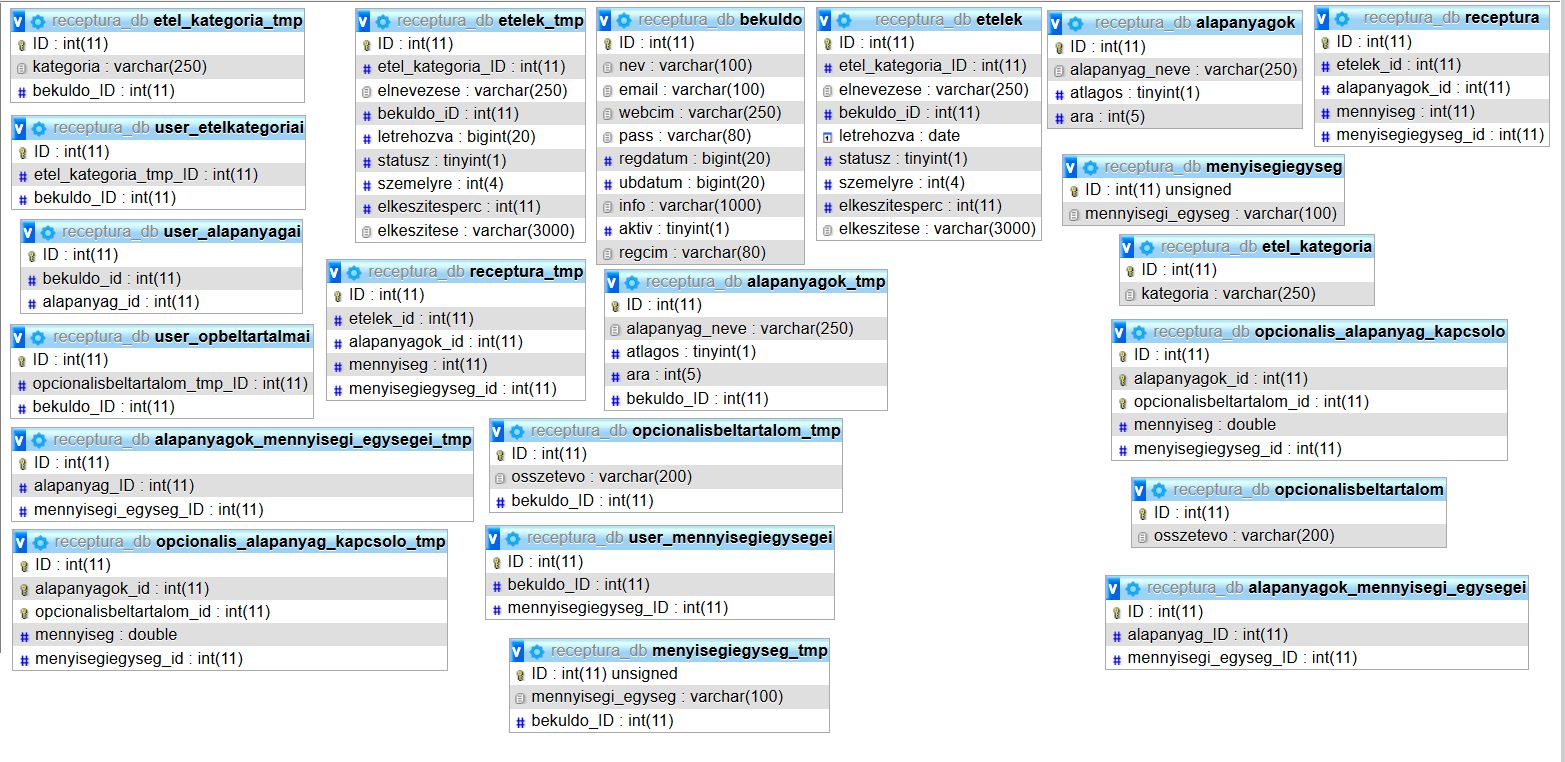 receptura_db etel_kategoria_tmp
ID : int(11)
kategoria : varchar(250)
bekuldo_ID : int(11)
receptura_db user_etelkategoriai
ID : int(11)
etel_kategoria_tmp_ID : int(11)
bekuldo_ID : int(11)
receptura_db user_alapanyagai
ID : int(11)
bekuldo_id : int(11)
alapanyag_id : int(11)
receptura_db user_opbeltartalmai
ID : int(11)
opcionalisbeltartalom_tmp_ID : int(11)
bekuldo_ID : int(11)
receptura_db alapanyagok_mennyisegi_egysegei_tmp
ID : int(11)
alapanyag_ID : int(11)
mennyisegi_egyseg_ID : int(11)
receptura_db opcionalis_alapanyag_kapcsolo_tmp
ID : int(11)
alapanyagok_id : int(11)
opcionalisbeltartalom_id : int(11)
mennyiseg : double
menyisegiegyseg_id : int(11)
receptura_db etelek_tmp
ID : int(11)
etel_kategoria_ID : int(11)
elnevezese : varchar(250)
bekuldo_iD : int(11)
letrehozva : bigint(20)
statusz : tinyint(1)
szemelyre : int(4)
elkeszitesperc : int(11)
elkeszitese : varchar(3000)
receptura_db receptura_tmp
ID : int(11)
etelek_id : int(11)
alapanyagok_id : int(11)
mennyiseg : int(11)
menyisegiegyseg_id : int(11)
receptura_db bekuldo
ID : int(11)
nev : varchar(100)
email : varchar(100)
webcim : varchar(250)
pass : varchar(80)
regdatum : bigint(20)
ubdatum : bigint(20)
info : varchar(1000)
aktiv : tinyint(1)
regcim : varchar(80)
receptura_db alapanyagok_tmp
ID : int(11)
alapanyag_neve : varchar(250)
atlagos : tinyint(1)
ara : int(5)
bekuldo_ID : int(11)
receptura_db opcionalisbeltartalom_tmp
ID : int(11)
osszetevo : varchar(200)
bekuldo_ID : int(11)
receptura_db user_mennyisegiegysegei
ID : int(11)
bekuldo_ID : int(11)
mennyisegiegyseg_ID : int(11)
receptura_db menyisegiegyseg_tmp
ID : int(11) unsigned
mennyisegi_egyseg : varchar(100)
bekuldo_ID : int(11)
receptura_db etelek
ID : int(11)
etel_kategoria_ID : int(11)
elnevezese : varchar(250)
bekuldo_iD : int(11)
letrehozva : date
statusz : tinyint(1)
szemelyre : int(4)
elkeszitesperc : int(11)
elkeszitese : varchar(3000)
receptura_db alapanyagok
ID : int(11)
alapanyag_neve : varchar(250)
atlagos : tinyint(1)
ara : int(5)
receptura_db receptura
ID : int(11)
etelek_id : int(11)
alapanyagok_id : int(11)
mennyiseg : int(11)
menyisegiegyseg_id : int(11)
receptura_db menyisegiegyseg
ID : int(11) unsigned
mennyisegi_egyseg : varchar(100)
receptura_db etel_kategoria
ID : int(11)
kategoria : varchar(250)
receptura_db opcionalis_alapanyag_kapcsolo
ID : int(11)
alapanyagok_id : int(11)
opcionalisbeltartalom_id : int(11)
mennyiseg : double
menyisegiegyseg_id : int(11)
receptura_db opcionalisbeltartalom
ID : int(11)
osszetevo : varchar(200)
receptura_db alapanyagok_mennyisegi_egysegei
ID : int(11)
alapanyag_ID : int(11)
mennyisegi_egyseg_ID : int(11)